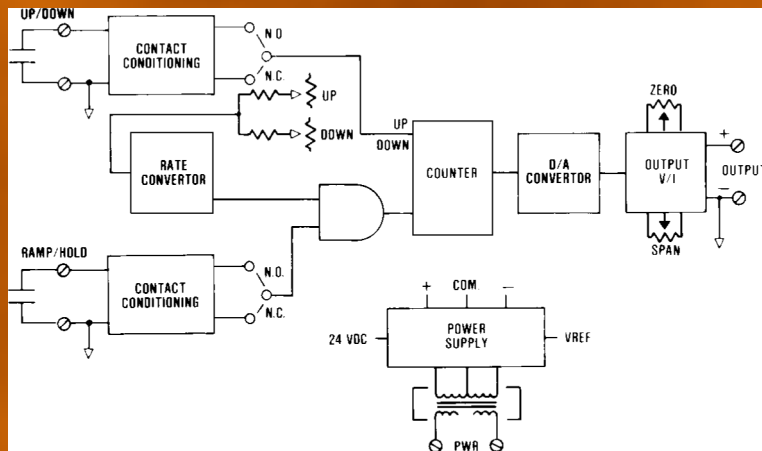 UP/DOWN
CONTACT
CONDITIONING
N.O
N.C.
UP
DOWN
RATE
CONVERTOR
UP
DOWN
COUNTER
D/A
CONVERTOR
ZERO
OUTPUT
V/I
SPAN
+
OUTPUT
–
RAMP/HOLD
CONTACT
CONDITIONING
N.O.
N.C.
+ COM. –
24 VDC
POWER
SUPPLY
VREF
PWR